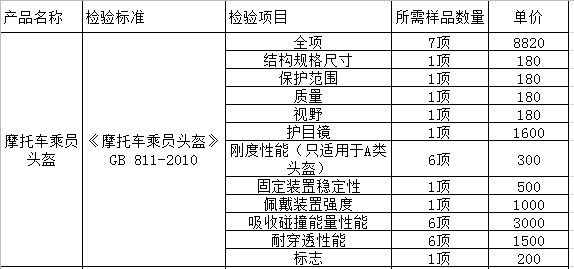 产品名称 检验标准 检验项目 所需样品数量 单价
摩托车乘员头盔 《摩托车乘员头盔》GB 811-2010 全项 7顶 8820
结构规格尺寸 1顶 180
保护范围 1顶 180
质量 1顶 180
视野 1顶 180
护目镜 1顶 1600
刚度性能（只适用于A类头盔） 6顶 300
固定装置稳定性 1顶 500
佩戴装置强度 1顶 1000
吸收碰撞能量性能 6顶 3000
耐穿透性能 6顶 1500
标志 1顶 200